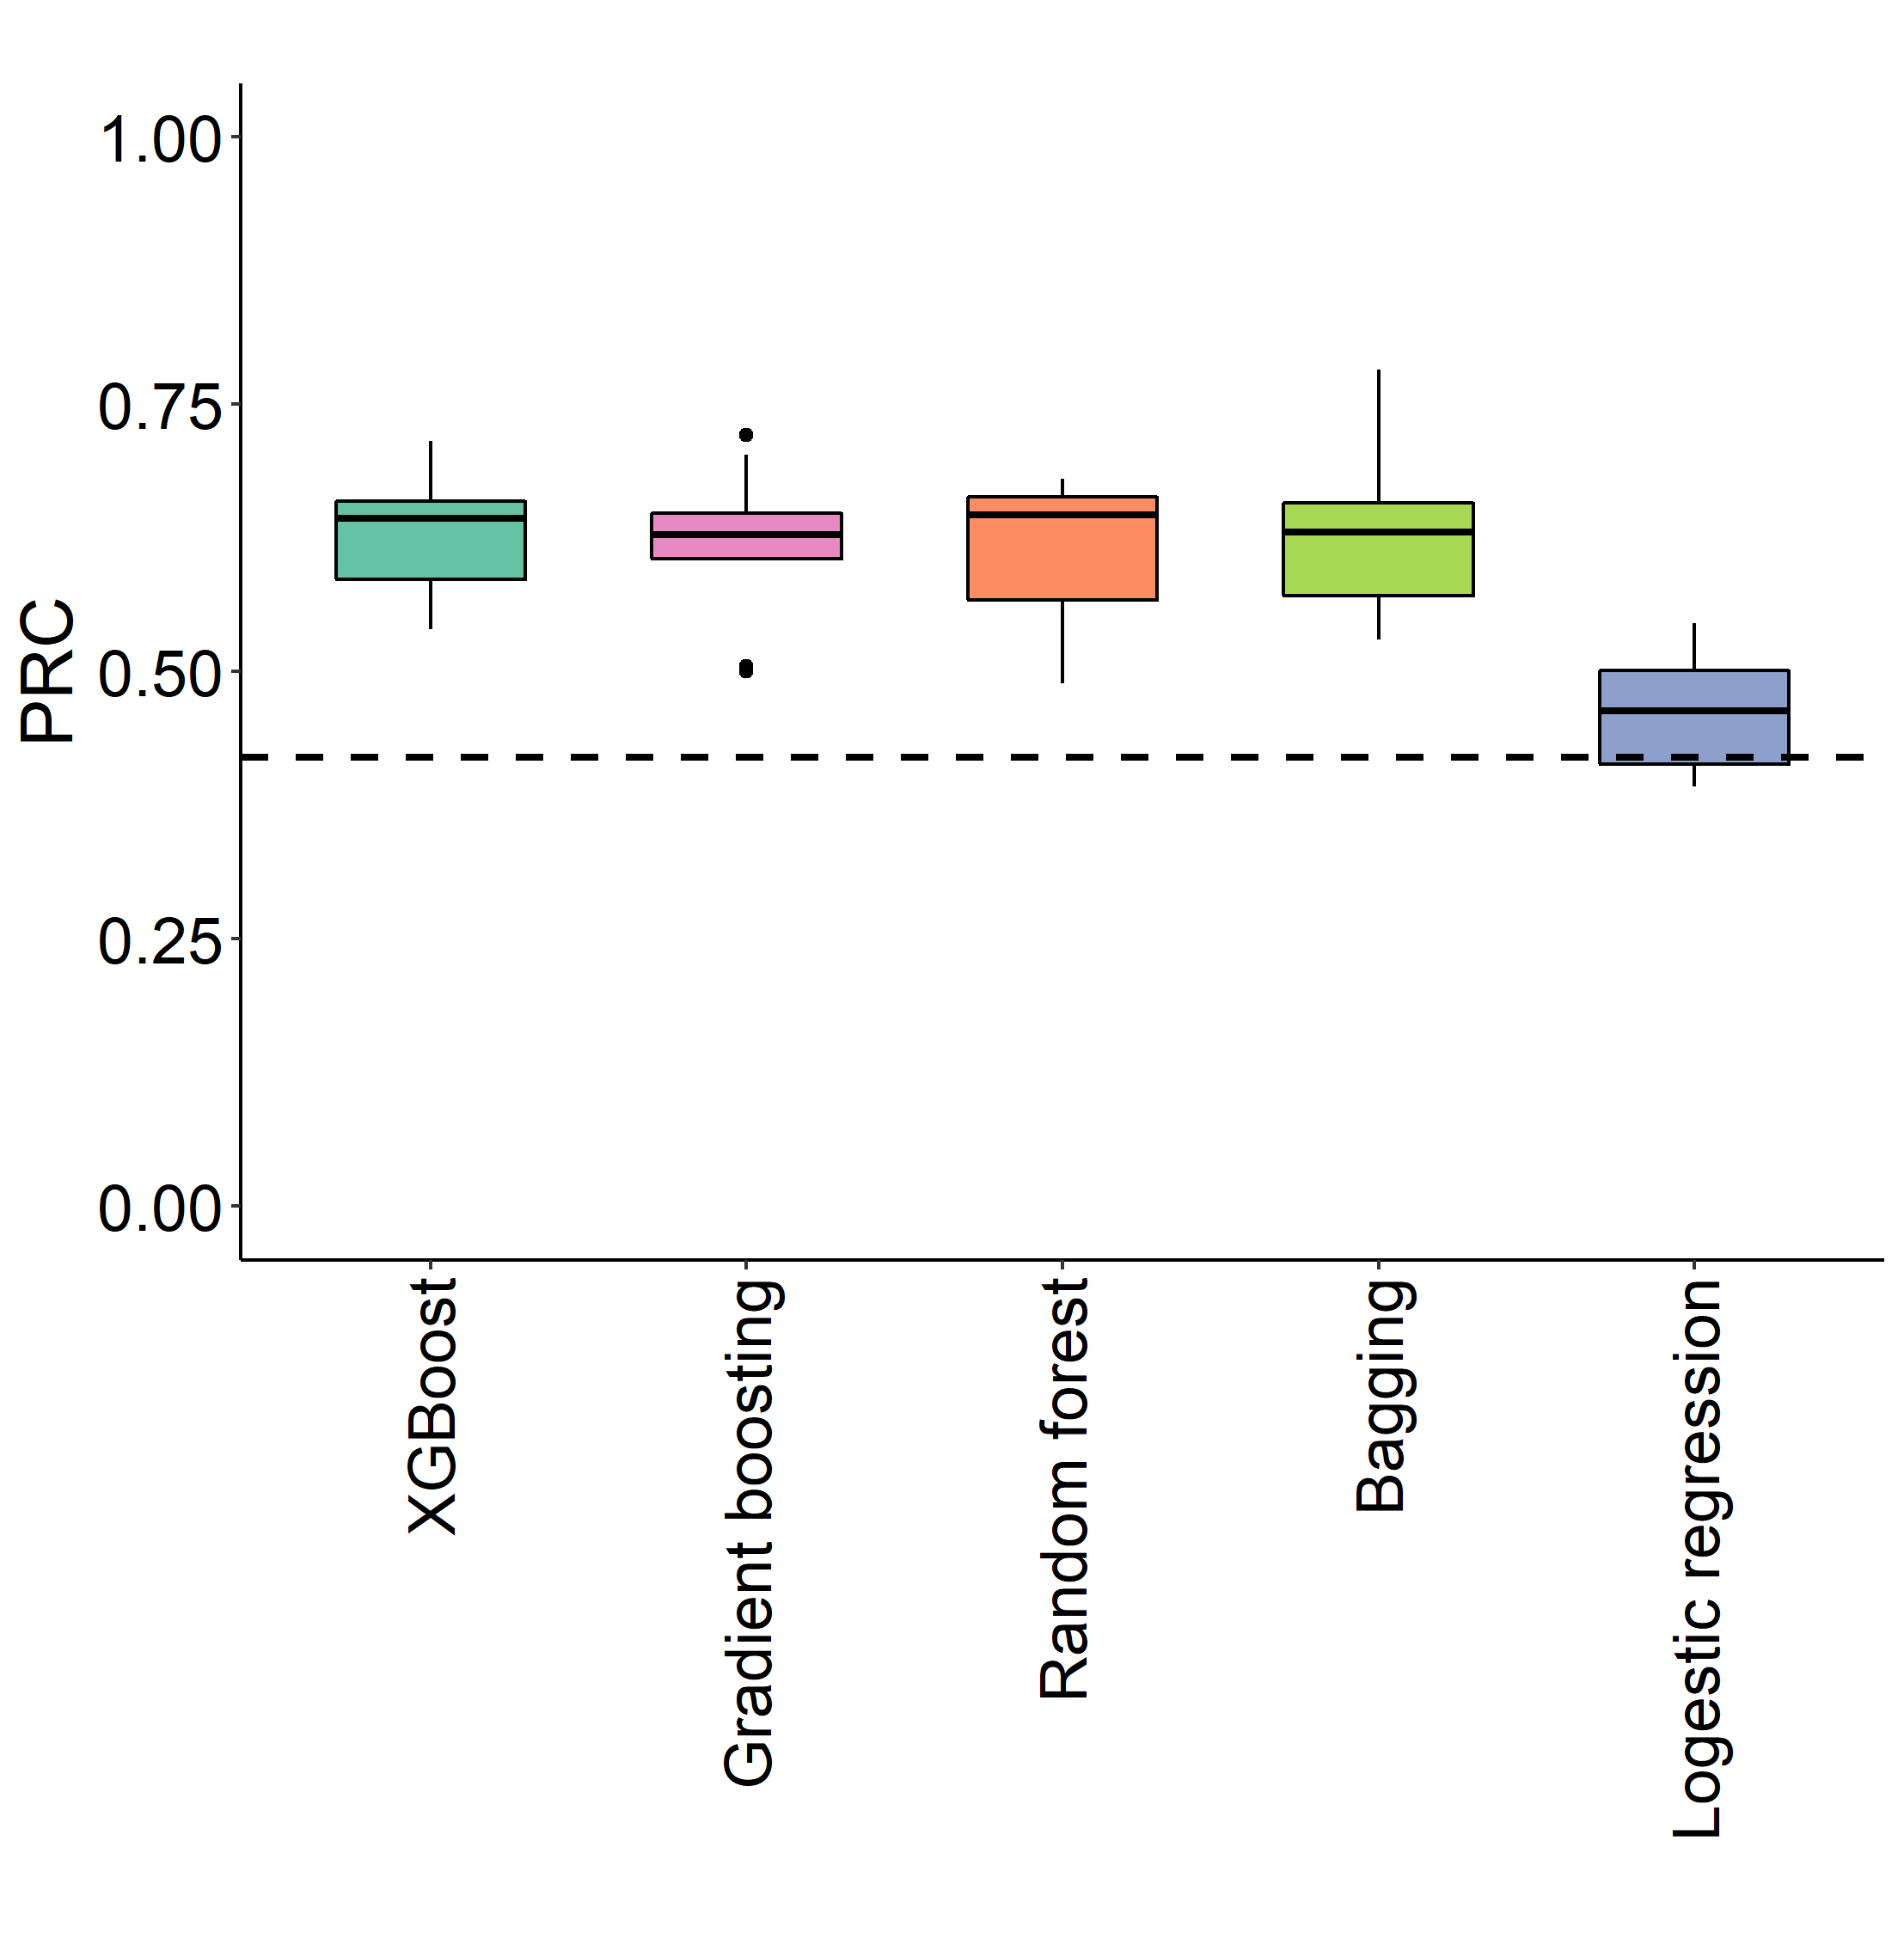 1.00
0.75
0.50
0.25
0.00
PRC
XGBoost
Gradient boosting
Random forest
Bagging
Logestic regression